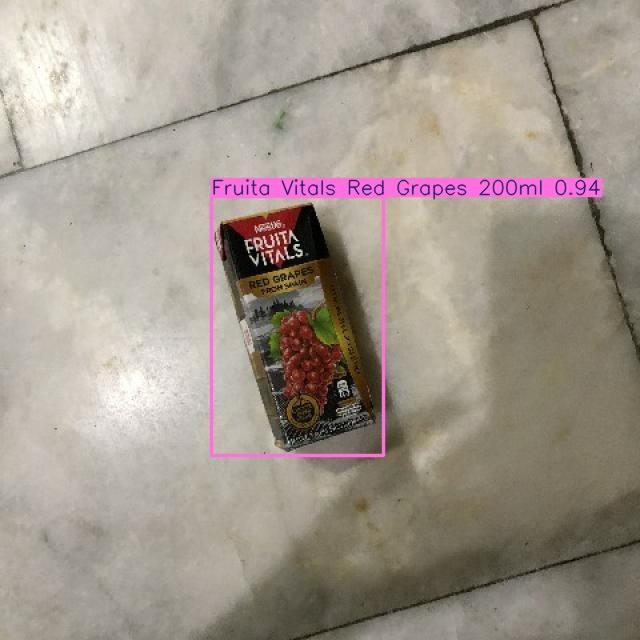 Fruita Vitals Red Grapes 200ml 0.94
Nestlé
FRUITA
VITALS
RED GRAPES
FROM SPAIN